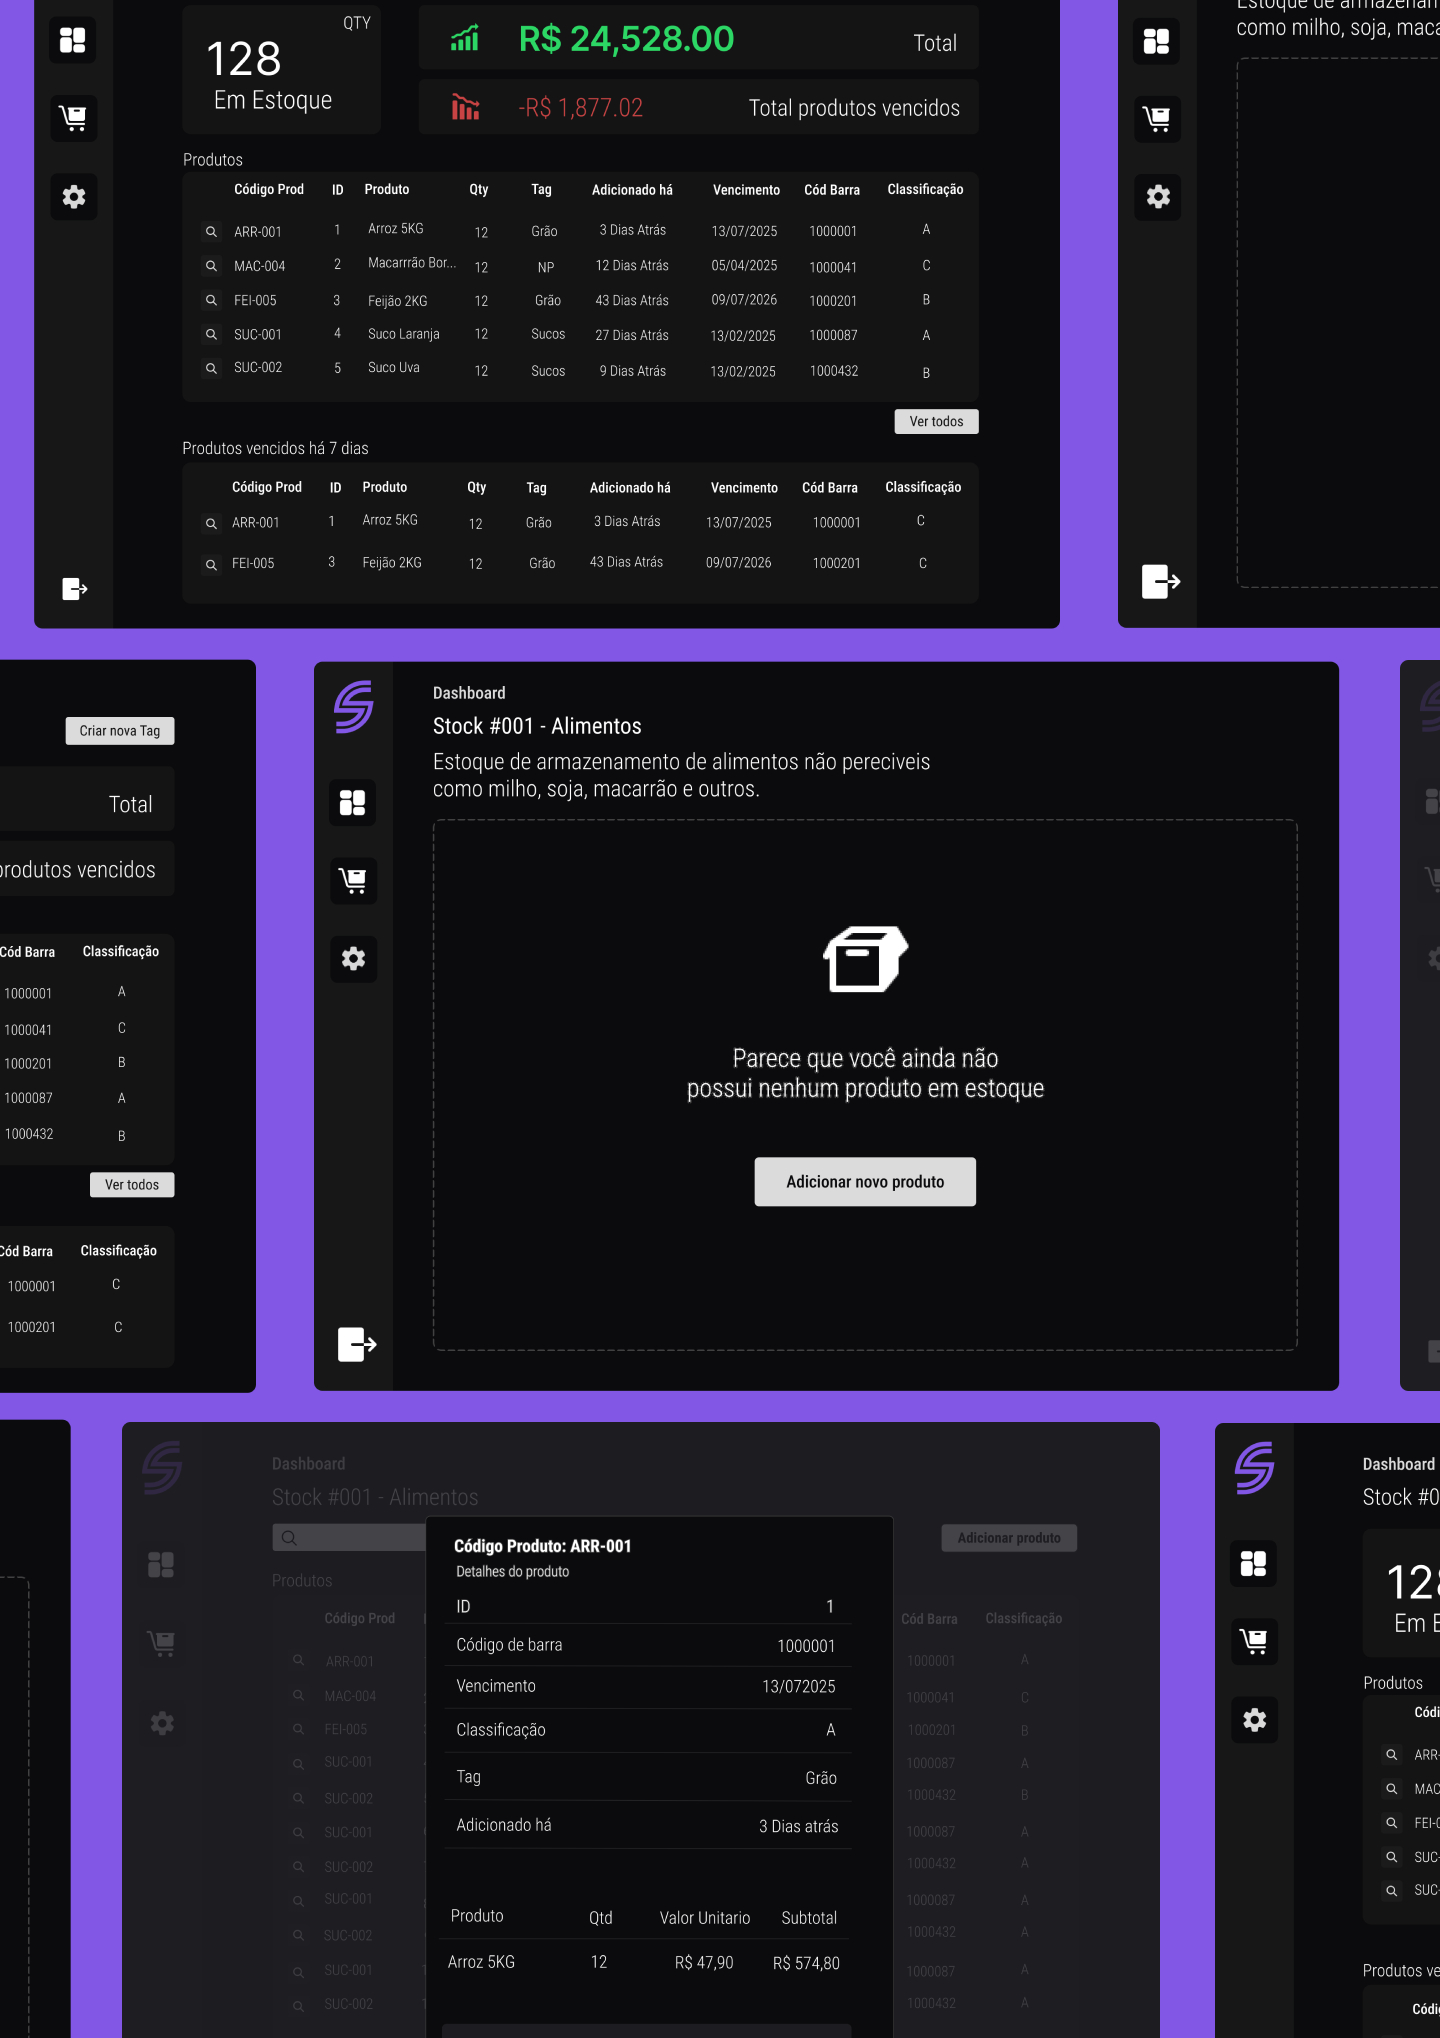 QTY
128
Em Estoque
R$ 24,528.00 Total
-R$ 1,877.02 Total produtos vencidos
Produtos
Código Prod ID Produto Qty Tag Adicionado há Vencimento Cód Barra Classificação
ARR-001 1 Arroz 5KG 12 Grão 3 Dias Atrás 13/07/2025 1000001 A
MAC-004 2 Macarrrão Bor... 12 NP 12 Dias Atrás 05/04/2025 1000041 C
FEI-005 3 Feijão 2KG 12 Grão 43 Dias Atrás 09/07/2026 1000201 B
SUC-001 4 Suco Laranja 12 Sucos 27 Dias Atrás 13/02/2025 1000087 A
SUC-002 5 Suco Uva 12 Sucos 9 Dias Atrás 13/02/2025 1000432 B
Ver todos
Produtos vencidos há 7 dias
Código Prod ID Produto Qty Tag Adicionado há Vencimento Cód Barra Classificação
ARR-001 1 Arroz 5KG 12 Grão 3 Dias Atrás 13/07/2025 1000001 C
FEI-005 3 Feijão 2KG 12 Grão 43 Dias Atrás 09/07/2026 1000201 C
Estoque de armazenam
como milho, soja, maca
Criar nova Tag
Total
produtos vencidos
Cód Barra Classificação
1000001 A
1000041 C
1000201 B
1000087 A
1000432 B
Ver todos
Cód Barra Classificação
1000001 C
1000201 C
Dashboard
Stock #001 - Alimentos
Estoque de armazenamento de alimentos não pereciveis
como milho, soja, macarrão e outros.
Parece que você ainda não
possui nenhum produto em estoque
Adicionar novo produto
Dashboard
Stock #001 - Alimentos
Adicionar produto
Produtos
Código Prod Cód Barra Classificação
ARR-001 1000001 A
MAC-004 1000041 C
FEI-005 1000201 B
SUC-001 1000087 A
SUC-002 1000432 B
SUC-001 1000087 A
SUC-002 1000432 A
SUC-001 1000087 A
SUC-002 1000432 A
SUC-001 1000087 A
SUC-002 1000432 A
Código Produto: ARR-001
Detalhes do produto
ID 1
Código de barra 1000001
Vencimento 13/072025
Classificação A
Tag Grão
Adicionado há 3 Dias atrás
Produto Qtd Valor Unitario Subtotal
Arroz 5KG 12 R$ 47,90 R$ 574,80
Dashboard
Stock #0
128
Em E
Produtos
Códi
ARR-
MAC
FEI-0
SUC-
SUC-
Produtos ve
Códi